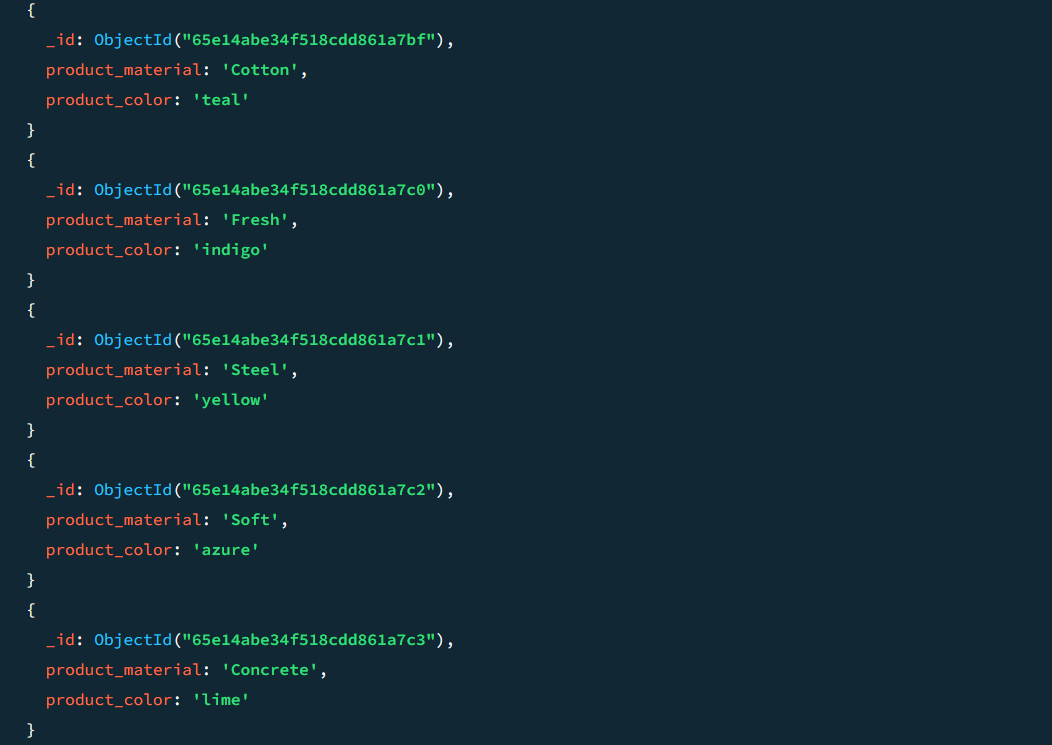 {
  _id: ObjectId("65e14abe34f518cdd861a7bf"),
  product_material: 'Cotton',
  product_color: 'teal'
}
{
  _id: ObjectId("65e14abe34f518cdd861a7c0"),
  product_material: 'Fresh',
  product_color: 'indigo'
}
{
  _id: ObjectId("65e14abe34f518cdd861a7c1"),
  product_material: 'Steel',
  product_color: 'yellow'
}
{
  _id: ObjectId("65e14abe34f518cdd861a7c2"),
  product_material: 'Soft',
  product_color: 'azure'
}
{
  _id: ObjectId("65e14abe34f518cdd861a7c3"),
  product_material: 'Concrete',
  product_color: 'lime'
}